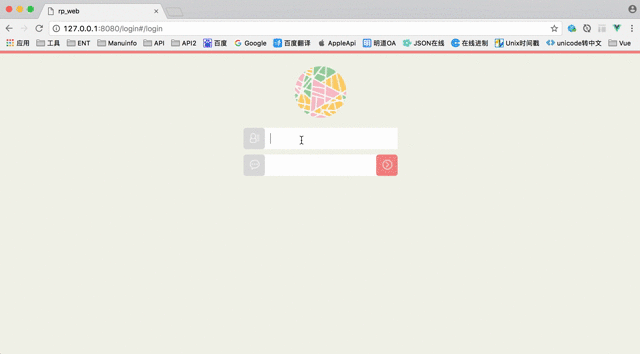 rp_web
127.0.0.1:8080/login#/login
应用 工具 ENT Manuinfo API API2 百度 Google 百度翻译 AppleApi 明道OA JSON在线 在线进制 Unix时间戳 unicode转中文 Vue